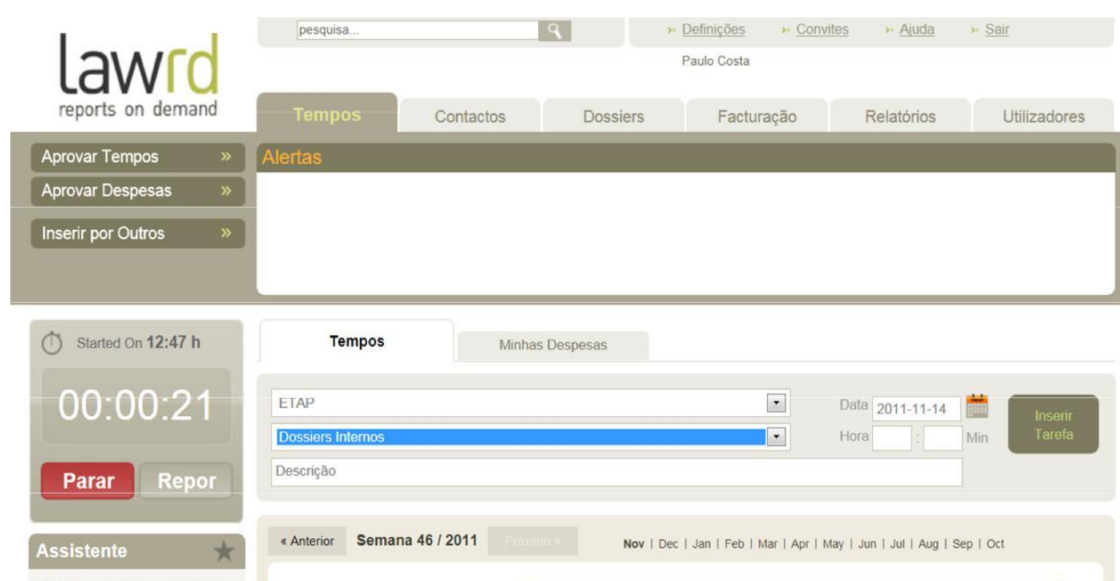 lawrd
reports on demand
pesquisa...
Definições
Convites
Ajuda
Sair
Paulo Costa
Tempos
Contactos
Dossiers
Facturação
Relatórios
Utilizadores
Aprovar Tempos »
Aprovar Despesas »
Inserir por Outros »
Alertas
Started On 12:47 h
00:00:21
Parar
Repor
Assistente
Tempos
Minhas Despesas
ETAP
Dossiers Internos
Descrição
Data 2011-11-14
Hora : Min
Inserir
Tarefa
« Anterior
Semana 46 / 2011
Próximo »
Nov | Dec | Jan | Feb | Mar | Apr | May | Jun | Jul | Aug | Sep | Oct